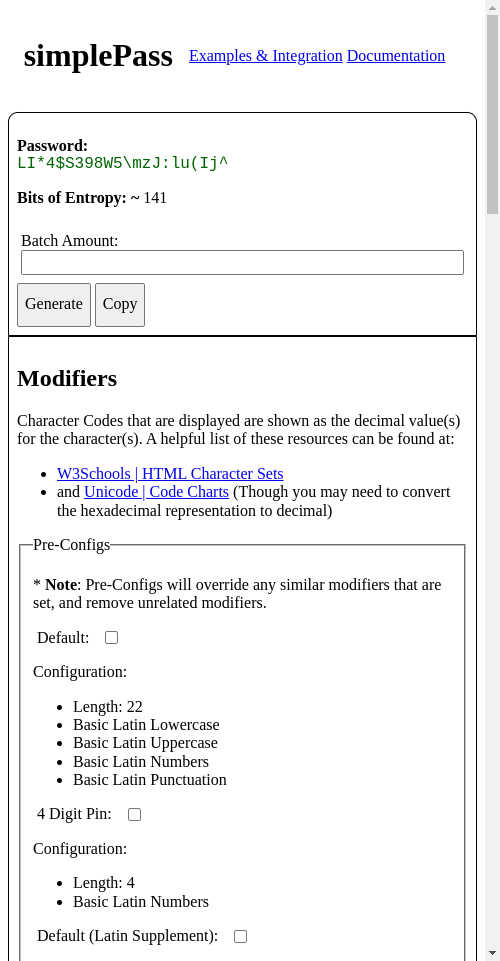 simplePass
Examples & Integration Documentation
Password:
LI*4$S398W5\mzJ:lu(Ij^
Bits of Entropy: ~ 141
Batch Amount:
Generate Copy
Modifiers
Character Codes that are displayed are shown as the decimal value(s)
for the character(s). A helpful list of these resources can be found at:
• W3Schools | HTML Character Sets
• and Unicode | Code Charts (Though you may need to convert
the hexadecimal representation to decimal)
Pre-Configs
* Note: Pre-Configs will override any similar modifiers that are
set, and remove unrelated modifiers.
Default:
Configuration:
• Length: 22
• Basic Latin Lowercase
• Basic Latin Uppercase
• Basic Latin Numbers
• Basic Latin Punctuation
4 Digit Pin:
Configuration:
• Length: 4
• Basic Latin Numbers
Default (Latin Supplement):